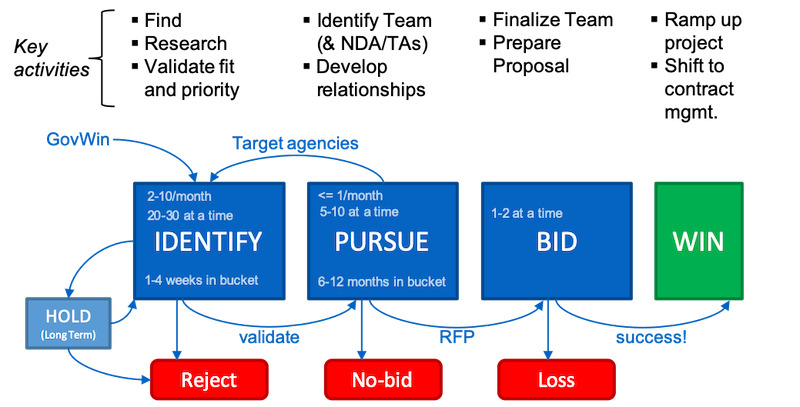 Key
activities
▪ Find
▪ Research
▪ Validate fit
and priority
▪ Identify Team
(& NDA/TAs)
▪ Develop
relationships
▪ Finalize Team
▪ Prepare
Proposal
▪ Ramp up
project
▪ Shift to
contract
mgmt.
GovWin
Target agencies
2-10/month
20-30 at a time
IDENTIFY
1-4 weeks in bucket
<= 1/month
5-10 at a time
PURSUE
6-12 months in bucket
1-2 at a time
BID
WIN
HOLD
(Long Term)
validate
RFP
success!
Reject
No-bid
Loss